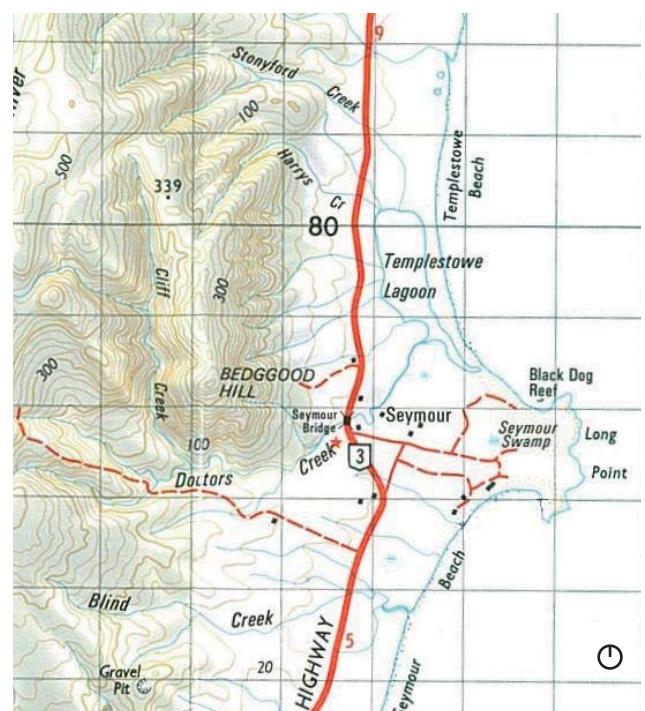 9
Stonyford
Creek
100
Harrys
Cr
Templestowe
Beach
500
339
80
Cliff
Creek
300
Templestowe
Lagoon
300
BEDGGOOD
HILL
Black Dog
Reef
Seymour
Bridge
Seymour
Seymour
Swamp
Long
Point
100
Creek
3
Doctors
Beach
Blind
Creek
HIGHWAY
5
20
Gravel
Pit